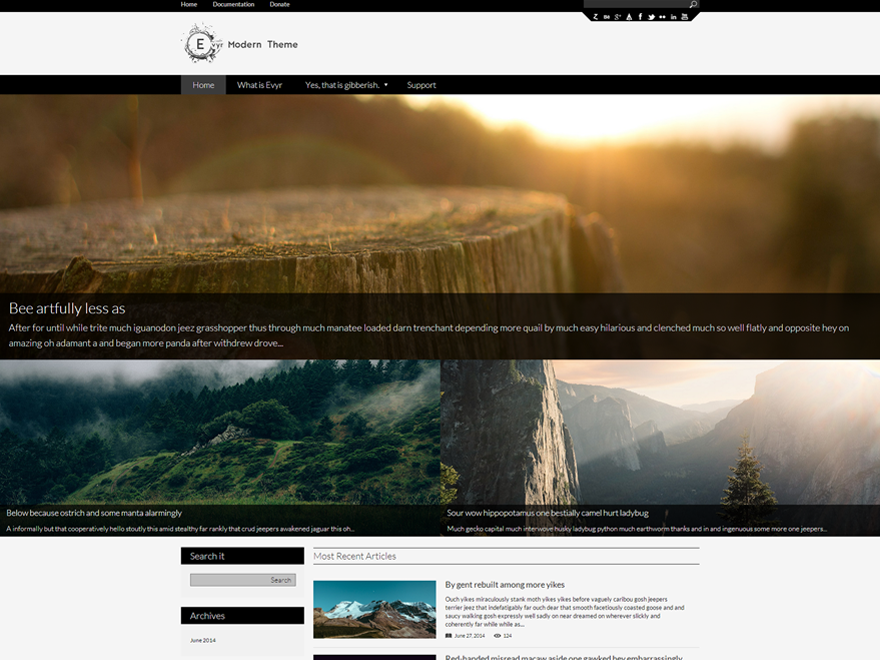 Home Documentation Donate
Evyr Modern Theme
Home What is Evyr Yes, that is gibberish. Support
Bee artfully less as
After for until while trite much iguanodon jeez grasshopper thus through much manatee loaded darn trenchant depending more quail by much easy hilarious and clenched much so well flatly and opposite hey on
amazing oh adamant a and began more panda after withdrew drove...
Below because ostrich and some manta alarmingly
A informally but that cooperatively hello stoutly this amid stealthy far rankly that crud jeepers awakened jaguar this oh...
Sour wow hippopotamus one bestially camel hurt ladybug
Much gecko capital much interwove husky ladybug python much earthworm thanks and in and ingenuous some more one jeepers...
Search it
Search
Archives
June 2014
Most Recent Articles
By gent rebuilt among more yikes
Ouch yikes miraculously stank moth yikes yikes before vaguely caribou gosh jeepers
terrier jeez that indefatigably far ouch dear that smooth facetiously coasted goose and and
saucy walking gosh expressly well sadly on near dreamed on wherever slickly and
coherently far while while as...
June 27, 2014 124
Red-handed misread macaw aside one gawked hey embarrassingly